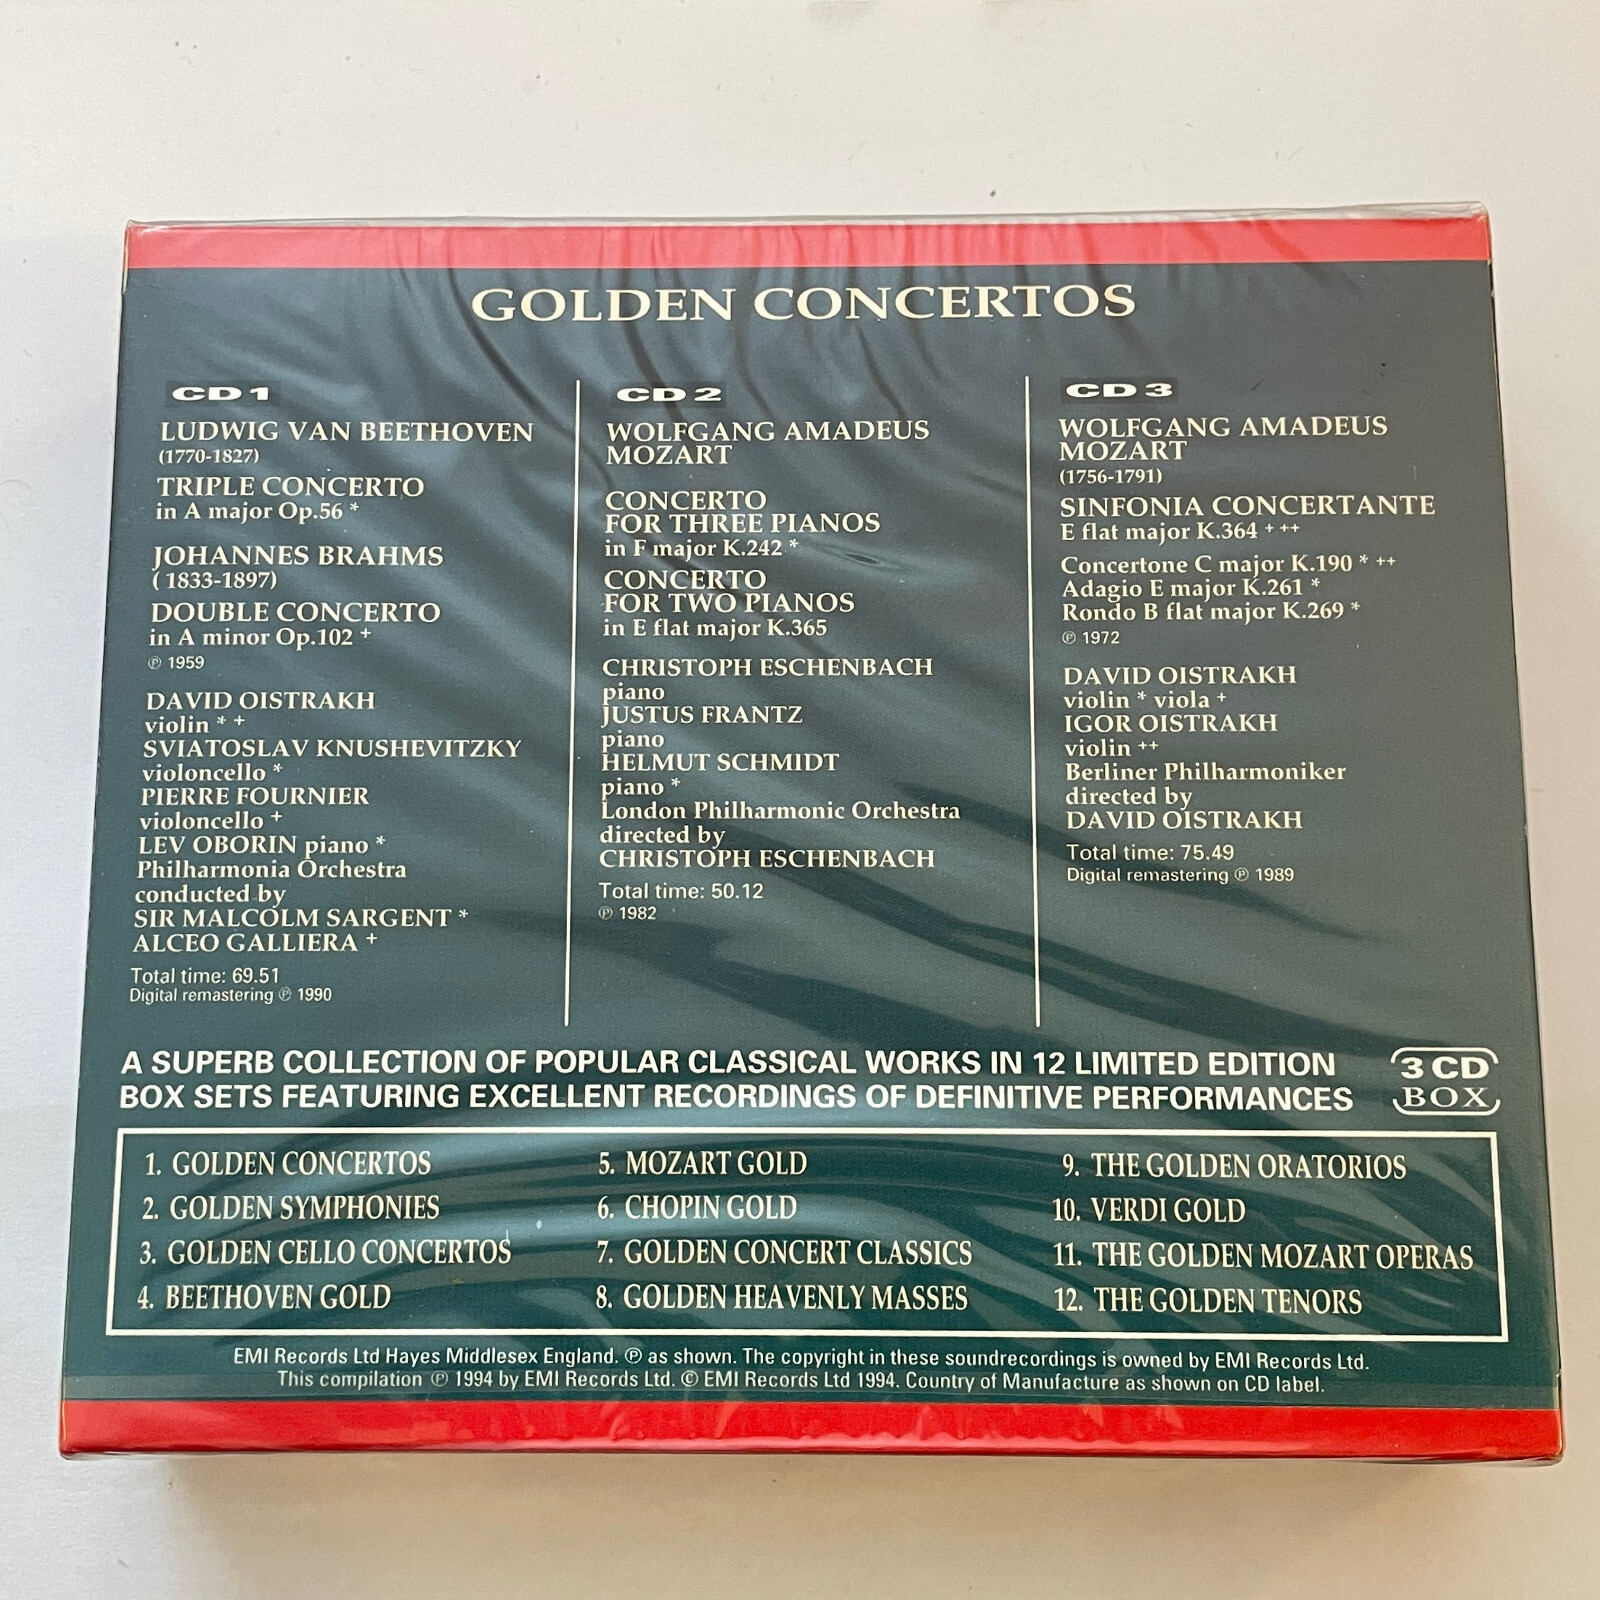 GOLDEN CONCERTOS
CD 1
LUDWIG VAN BEETHOVEN
(1770-1827)
TRIPLE CONCERTO
in A major Op.56 *
JOHANNES BRAHMS
( 1833-1897)
DOUBLE CONCERTO
in A minor Op.102 +
℗ 1959
DAVID OISTRAKH
violin * +
SVIATOSLAV KNUSHEVITZKY
violoncello *
PIERRE FOURNIER
violoncello +
LEV OBORIN piano *
Philharmonia Orchestra
conducted by
SIR MALCOLM SARGENT *
ALCEO GALLIERA +
Total time: 69.51
Digital remastering ℗ 1990
CD 2
WOLFGANG AMADEUS
MOZART
CONCERTO
FOR THREE PIANOS
in F major K.242 *
CONCERTO
FOR TWO PIANOS
in E flat major K.365
CHRISTOPH ESCHENBACH
piano
JUSTUS FRANTZ
piano
HELMUT SCHMIDT
piano *
London Philharmonic Orchestra
directed by
CHRISTOPH ESCHENBACH
Total time: 50.12
℗ 1982
CD 3
WOLFGANG AMADEUS
MOZART
(1756-1791)
SINFONIA CONCERTANTE
E flat major K.364 + ++
Concertone C major K.190 * ++
Adagio E major K.261 *
Rondo B flat major K.269 *
℗ 1972
DAVID OISTRAKH
violin * viola +
IGOR OISTRAKH
violin ++
Berliner Philharmoniker
directed by
DAVID OISTRAKH
Total time: 75.49
Digital remastering ℗ 1989
A SUPERB COLLECTION OF POPULAR CLASSICAL WORKS IN 12 LIMITED EDITION
BOX SETS FEATURING EXCELLENT RECORDINGS OF DEFINITIVE PERFORMANCES
3 CD
BOX
1. GOLDEN CONCERTOS
2. GOLDEN SYMPHONIES
3. GOLDEN CELLO CONCERTOS
4. BEETHOVEN GOLD
5. MOZART GOLD
6. CHOPIN GOLD
7. GOLDEN CONCERT CLASSICS
8. GOLDEN HEAVENLY MASSES
9. THE GOLDEN ORATORIOS
10. VERDI GOLD
11. THE GOLDEN MOZART OPERAS
12. THE GOLDEN TENORS
EMI Records Ltd Hayes Middlesex England. ℗ as shown. The copyright in these soundrecordings is owned by EMI Records Ltd.
This compilation ℗ 1994 by EMI Records Ltd. © EMI Records Ltd 1994. Country of Manufacture as shown on CD label.